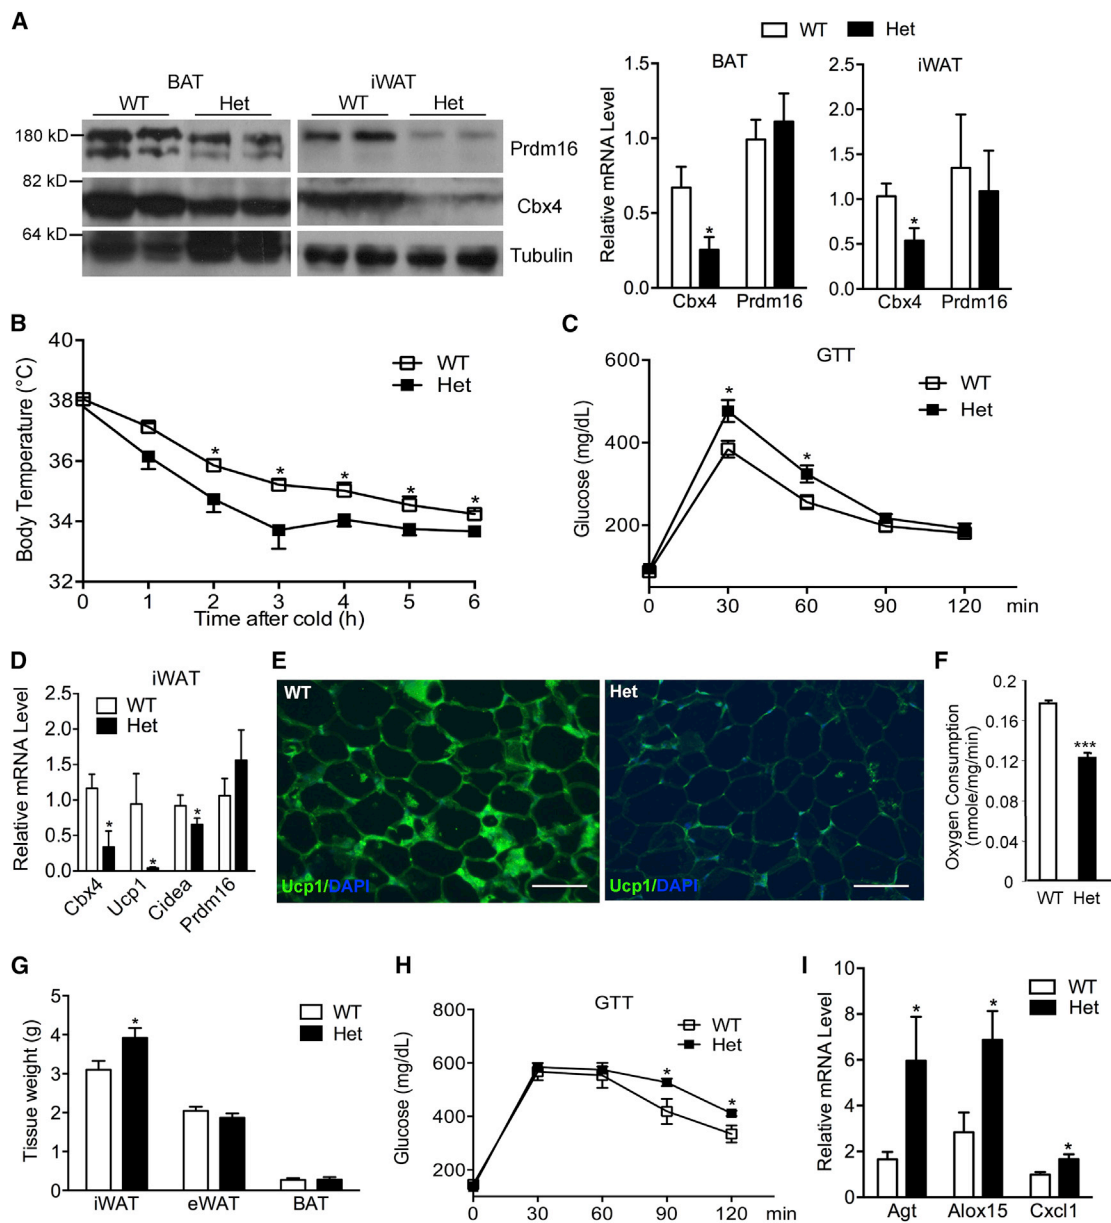 A
WT Het
BAT
WT Het
iWAT
WT Het
180 kD
82 kD
64 kD
Prdm16
Cbx4
Tubulin
BAT
Relative mRNA Level
1.5
1.0
0.5
0.0
Cbx4 Prdm16
*
iWAT
2.5
2.0
1.5
1.0
0.5
0.0
Cbx4 Prdm16
*
B
Body Temperature (°C)
40
38
36
34
32
WT
Het
* * * * *
0 1 2 3 4 5 6
Time after cold (h)
C
GTT
Glucose (mg/dL)
600
400
200
WT
Het
* *
0 30 60 90 120 min
D
iWAT
Relative mRNA Level
2.5
2.0
1.5
1.0
0.5
0.0
WT
Het
* * *
Cbx4 Ucp1 Cidea Prdm16
E
WT
Ucp1/DAPI
Het
Ucp1/DAPI
F
Oxygen Consumption
(nmole/mg/min)
0.2
0.16
0.12
0.08
0.04
0
***
WT Het
G
Tissue weight (g)
5
4
3
2
1
0
WT
Het
*
iWAT eWAT BAT
H
GTT
Glucose (mg/dL)
800
600
400
200
WT
Het
* *
0 30 60 90 120 min
I
Relative mRNA Level
10
8
6
4
2
0
WT
Het
* * *
Agt Alox15 Cxcl1